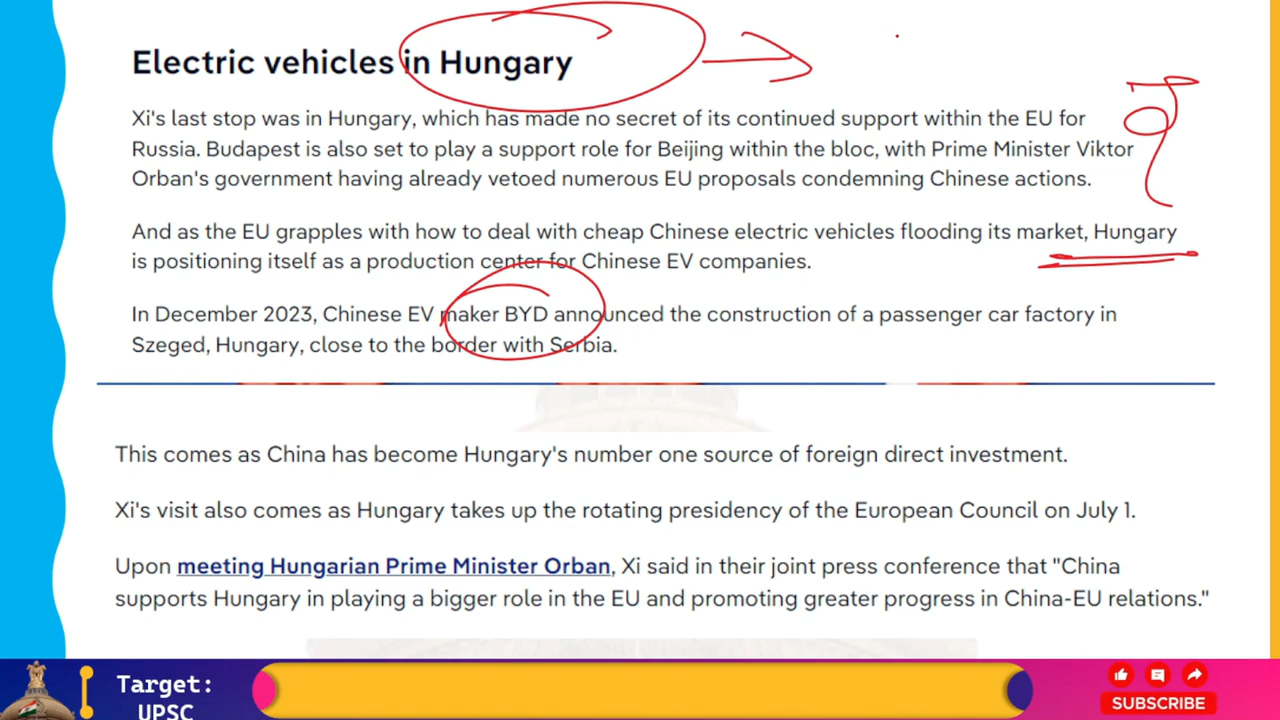 Electric vehicles in Hungary
Xi's last stop was in Hungary, which has made no secret of its continued support within the EU for
Russia. Budapest is also set to play a support role for Beijing within the bloc, with Prime Minister Viktor
Orban's government having already vetoed numerous EU proposals condemning Chinese actions.
And as the EU grapples with how to deal with cheap Chinese electric vehicles flooding its market, Hungary
is positioning itself as a production center for Chinese EV companies.
In December 2023, Chinese EV maker BYD announced the construction of a passenger car factory in
Szeged, Hungary, close to the border with Serbia.
This comes as China has become Hungary's number one source of foreign direct investment.
Xi's visit also comes as Hungary takes up the rotating presidency of the European Council on July 1.
Upon meeting Hungarian Prime Minister Orban, Xi said in their joint press conference that "China
supports Hungary in playing a bigger role in the EU and promoting greater progress in China-EU relations."
Target:
UPSC
SUBSCRIBE